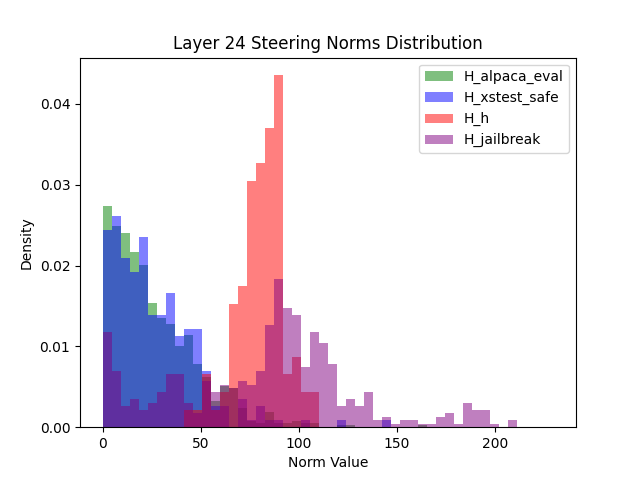 Layer 24 Steering Norms Distribution
H_alpaca_eval
H_xstest_safe
H_h
H_jailbreak
Density
0.04
0.03
0.02
0.01
0.00
0
50
100
150
200
Norm Value